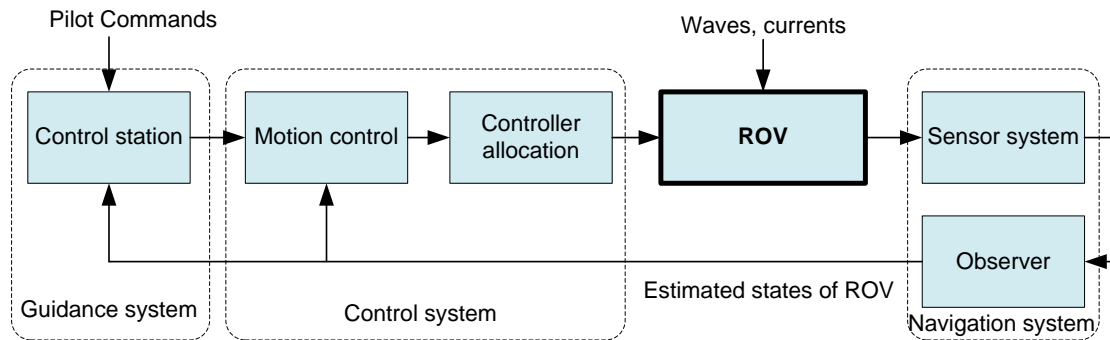 Pilot Commands
Waves, currents
Control station
Motion control
Controller
allocation
ROV
Sensor system
Observer
Estimated states of ROV
Guidance system
Control system
Navigation system